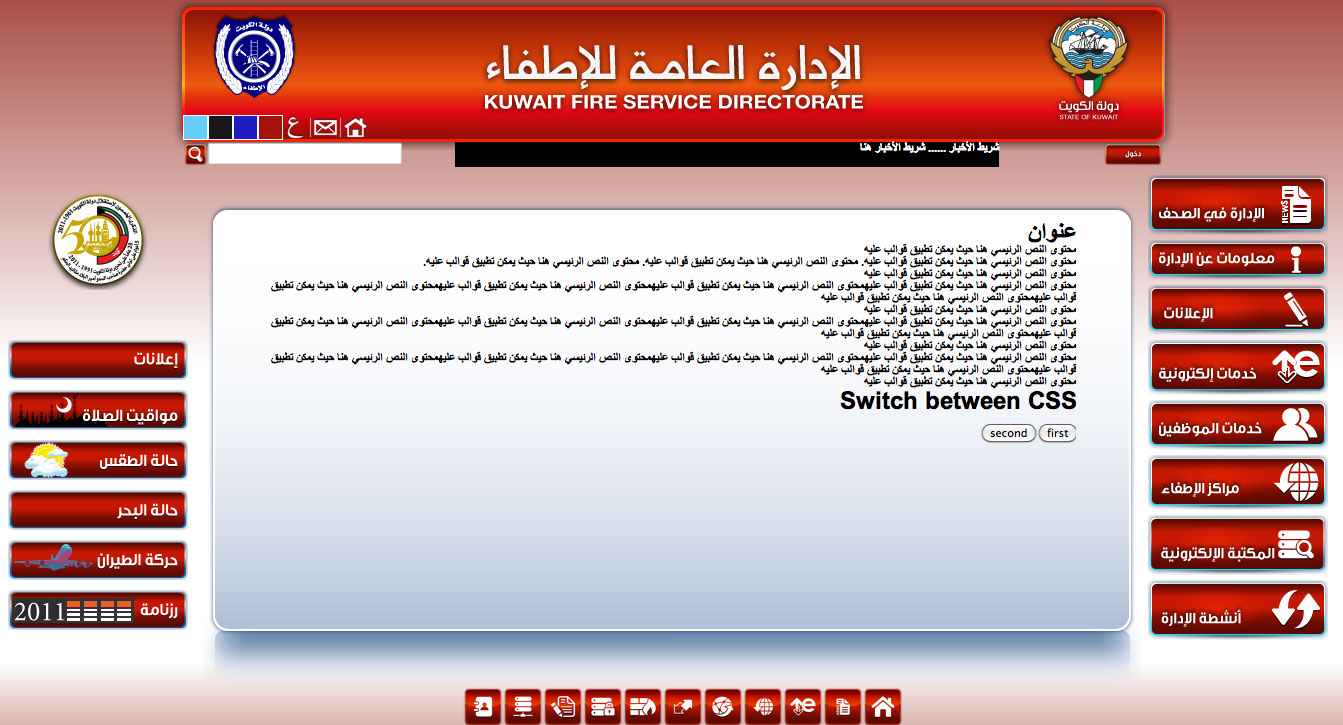 دولة الكويت
الإطفاء
الإدارة العامة للإطفاء
KUWAIT FIRE SERVICE DIRECTORATE
دولة الكويت
STATE OF KUWAIT
ع
شريط الأخبار ...... شريط الأخبار هنا
دخول
الإدارة في الصحف
NEWS
معلومات عن الإدارة
الإعلانات
خدمات إلكترونية
خدمات الموظفين
مراكز الإطفاء
المكتبة الإلكترونية
أنشطة الإدارة
عنوان
محتوى النص الرئيسي هنا حيث يمكن تطبيق قوالب عليه
محتوى النص الرئيسي هنا حيث يمكن تطبيق قوالب عليه. محتوى النص الرئيسي هنا حيث يمكن تطبيق قوالب عليه. محتوى النص الرئيسي هنا حيث يمكن تطبيق قوالب عليه.
محتوى النص الرئيسي هنا حيث يمكن تطبيق قوالب عليه
محتوى النص الرئيسي هنا حيث يمكن تطبيق قوالب عليهمحتوى النص الرئيسي هنا حيث يمكن تطبيق قوالب عليهمحتوى النص الرئيسي هنا حيث يمكن تطبيق قوالب عليهمحتوى النص الرئيسي هنا حيث يمكن تطبيق
قوالب عليهمحتوى النص الرئيسي هنا حيث يمكن تطبيق قوالب عليه
محتوى النص الرئيسي هنا حيث يمكن تطبيق قوالب عليه
محتوى النص الرئيسي هنا حيث يمكن تطبيق قوالب عليهمحتوى النص الرئيسي هنا حيث يمكن تطبيق قوالب عليهمحتوى النص الرئيسي هنا حيث يمكن تطبيق قوالب عليهمحتوى النص الرئيسي هنا حيث يمكن تطبيق
قوالب عليهمحتوى النص الرئيسي هنا حيث يمكن تطبيق قوالب عليه
محتوى النص الرئيسي هنا حيث يمكن تطبيق قوالب عليه
محتوى النص الرئيسي هنا حيث يمكن تطبيق قوالب عليهمحتوى النص الرئيسي هنا حيث يمكن تطبيق قوالب عليهمحتوى النص الرئيسي هنا حيث يمكن تطبيق قوالب عليهمحتوى النص الرئيسي هنا حيث يمكن تطبيق
قوالب عليهمحتوى النص الرئيسي هنا حيث يمكن تطبيق قوالب عليه
محتوى النص الرئيسي هنا حيث يمكن تطبيق قوالب عليه
Switch between CSS
first
second
50
إعلانات
مواقيت الصلاة
حالة الطقس
حالة البحر
حركة الطيران
رزنامة
2011